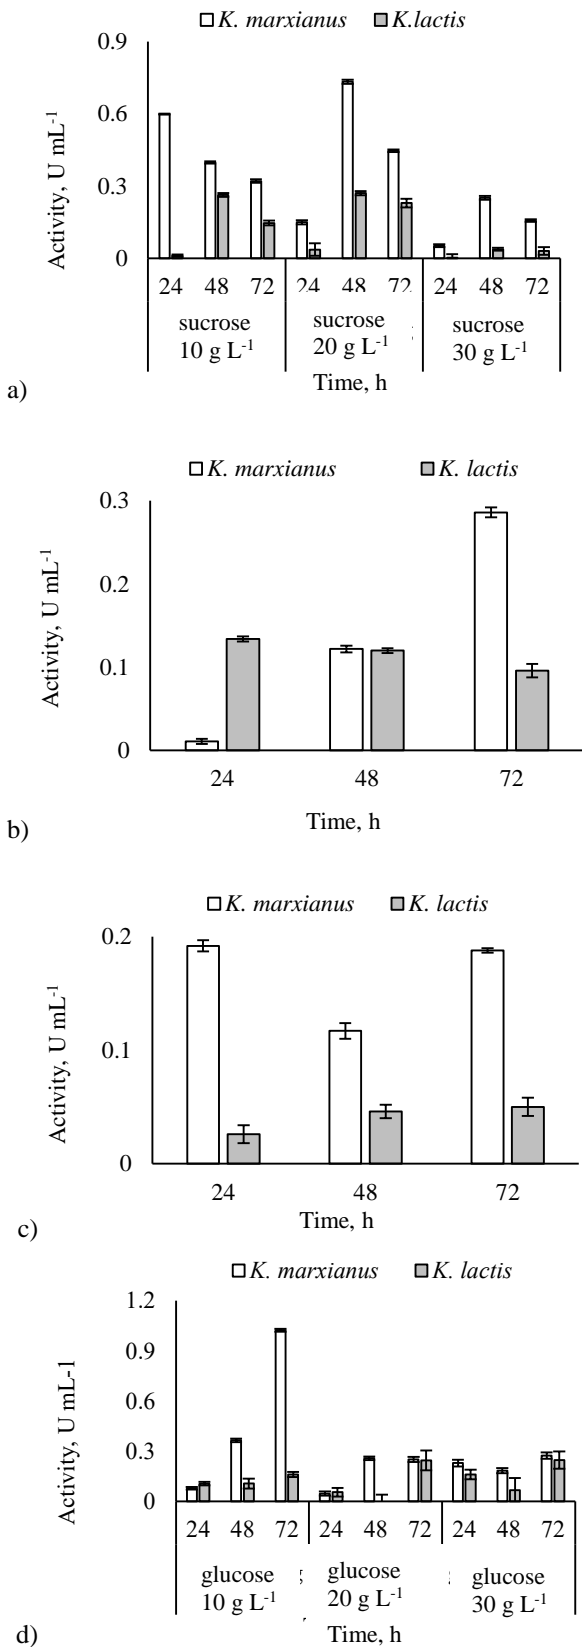 K. marxianus K.lactis
0.9
0.6
0.3
0
Activity, U mL-1
24 48 72 24 48 72 24 48 72
sucrose 10 g L-1 sucrose 20 g L-1 sucrose 30 g L-1
Time, h
a)
K. marxianus K. lactis
0.3
0.2
0.1
0
Activity, U mL-1
24 48 72
Time, h
b)
K. marxianus K. lactis
0.2
0.1
0
Activity, U mL-1
24 48 72
Time, h
c)
K. marxianus K. lactis
1.2
0.9
0.6
0.3
0
Activity, U mL-1
24 48 72 24 48 72 24 48 72
glucose 10 g L-1 glucose 20 g L-1 glucose 30 g L-1
Time, h
d)